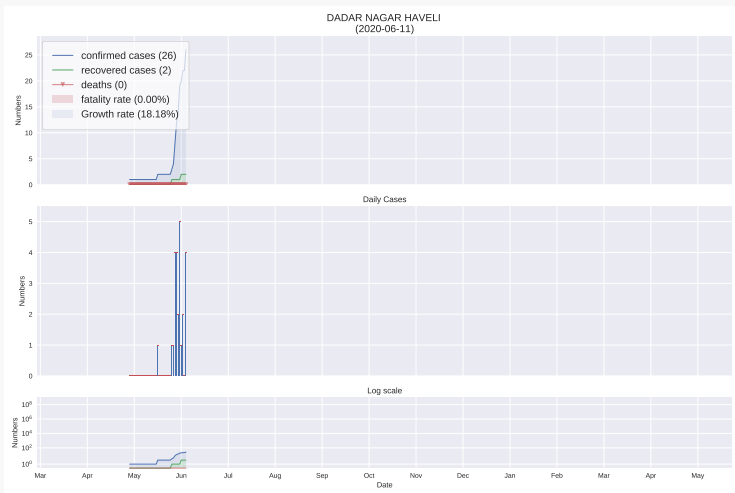 DADAR NAGAR HAVELI
(2020-06-11)
confirmed cases (26)
recovered cases (2)
deaths (0)
fatality rate (0.00%)
Growth rate (18.18%)
Numbers
25
20
15
10
5
0
Daily Cases
Numbers
5
4
3
2
1
0
Log scale
Numbers
10⁸
10⁶
10⁴
10²
10⁰
Mar Apr May Jun Jul Aug Sep Oct Nov Dec Jan Feb Mar Apr May
Date